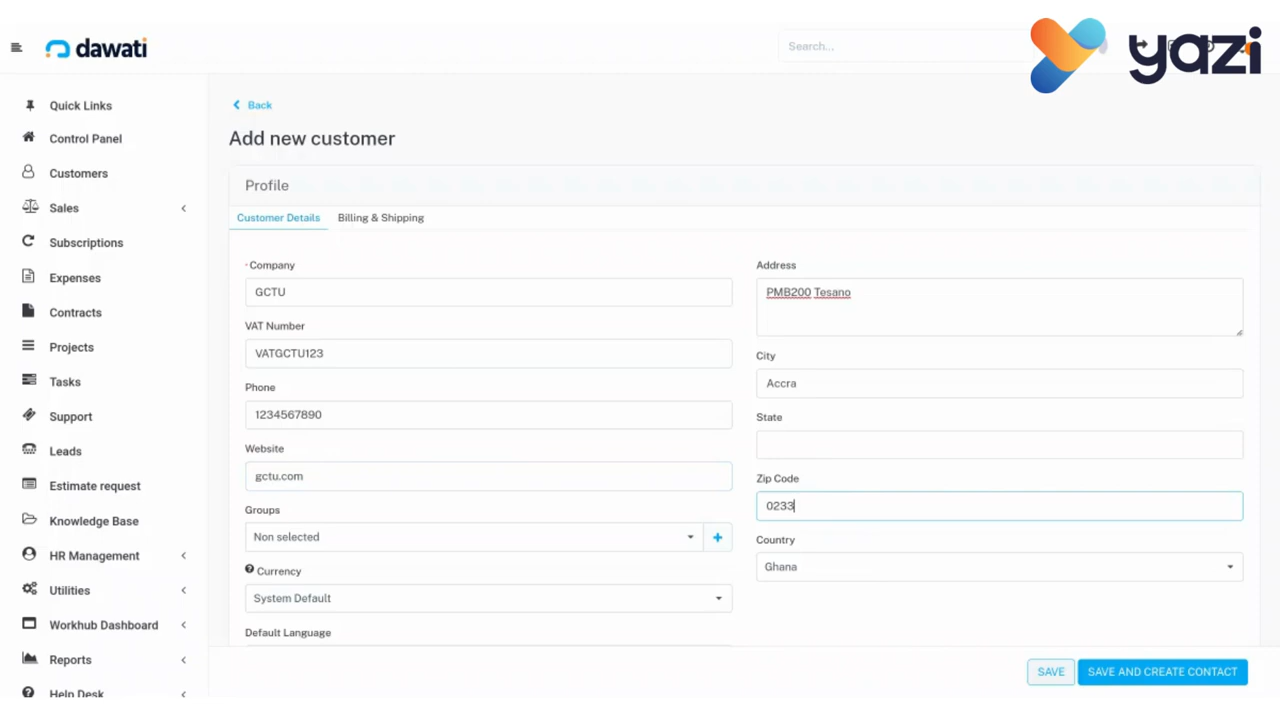 dawati
Search...
yazi
Quick Links
Control Panel
Customers
Sales
Subscriptions
Expenses
Contracts
Projects
Tasks
Support
Leads
Estimate request
Knowledge Base
HR Management
Utilities
Workhub Dashboard
Reports
Help Desk
Back
Add new customer
Profile
Customer Details Billing & Shipping
Company
GCTU
VAT Number
VATGCTU123
Phone
1234567890
Website
gctu.com
Groups
Non selected
Currency
System Default
Default Language
Address
PMB200 Tesano
City
Accra
State
Zip Code
0233
Country
Ghana
SAVE SAVE AND CREATE CONTACT